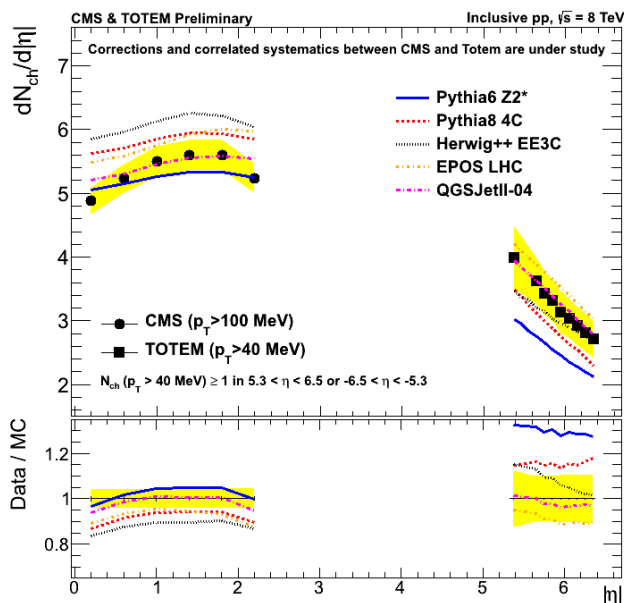 CMS & TOTEM Preliminary
Inclusive pp, √s = 8 TeV
Corrections and correlated systematics between CMS and Totem are under study
dN_ch/d|η|
7
6
5
4
3
2
Pythia6 Z2*
Pythia8 4C
Herwig++ EE3C
EPOS LHC
QGSJetII-04
CMS (p_T>100 MeV)
TOTEM (p_T>40 MeV)
N_ch (p_T > 40 MeV) ≥ 1 in 5.3 < η < 6.5 or -6.5 < η < -5.3
Data / MC
1.2
1
0.8
0
1
2
3
4
5
6
|η|